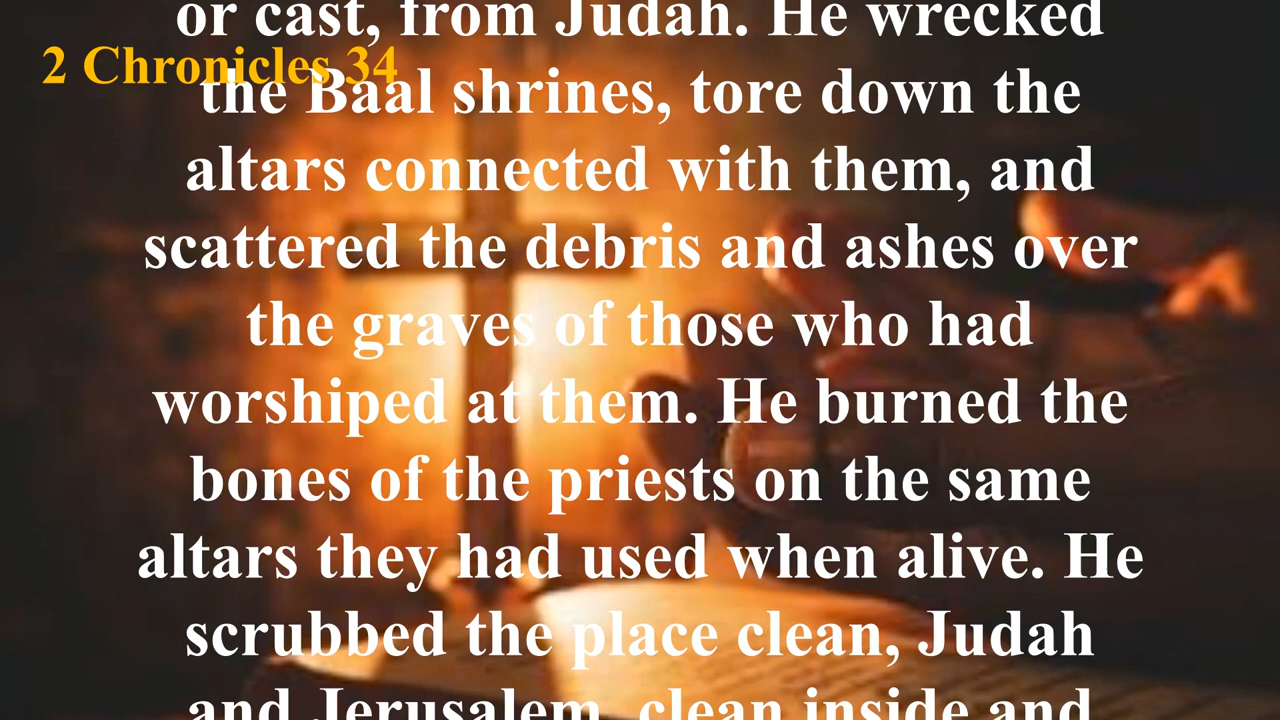 or cast, from Judah. He wrecked
2 Chronicles 34
the Baal shrines, tore down the
altars connected with them, and
scattered the debris and ashes over
the graves of those who had
worshiped at them. He burned the
bones of the priests on the same
altars they had used when alive. He
scrubbed the place clean, Judah
and Jerusalem, clean inside and